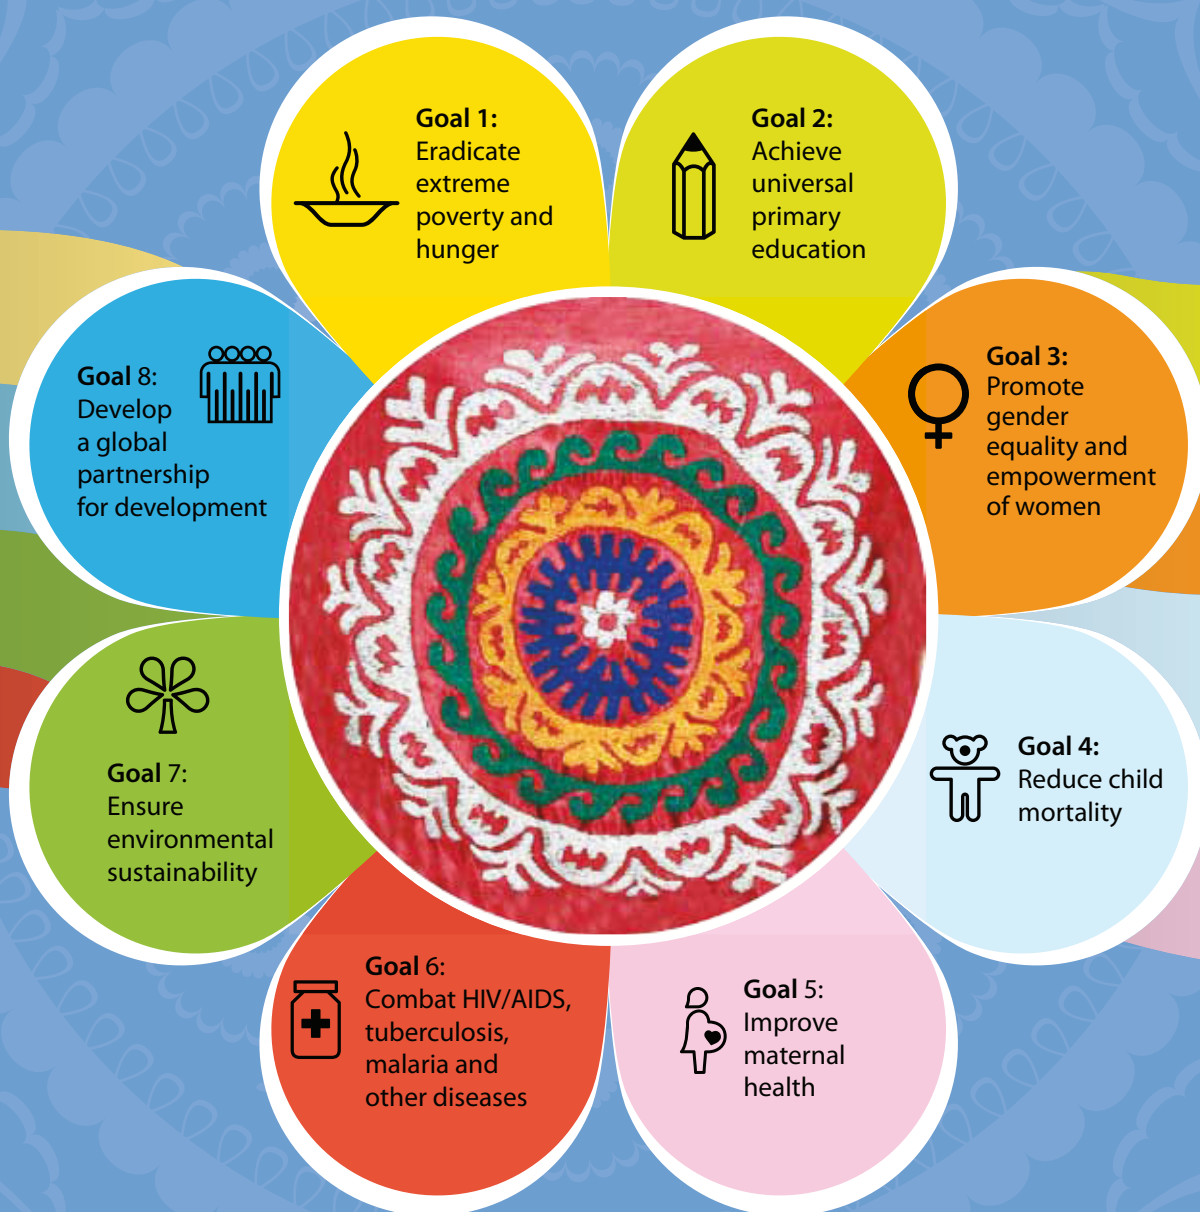 Goal 1:
Eradicate
extreme
poverty and
hunger
Goal 2:
Achieve
universal
primary
education
Goal 3:
Promote
gender
equality and
empowerment
of women
Goal 4:
Reduce child
mortality
Goal 5:
Improve
maternal
health
Goal 6:
Combat HIV/AIDS,
tuberculosis,
malaria and
other diseases
Goal 7:
Ensure
environmental
sustainability
Goal 8:
Develop
a global
partnership
for development